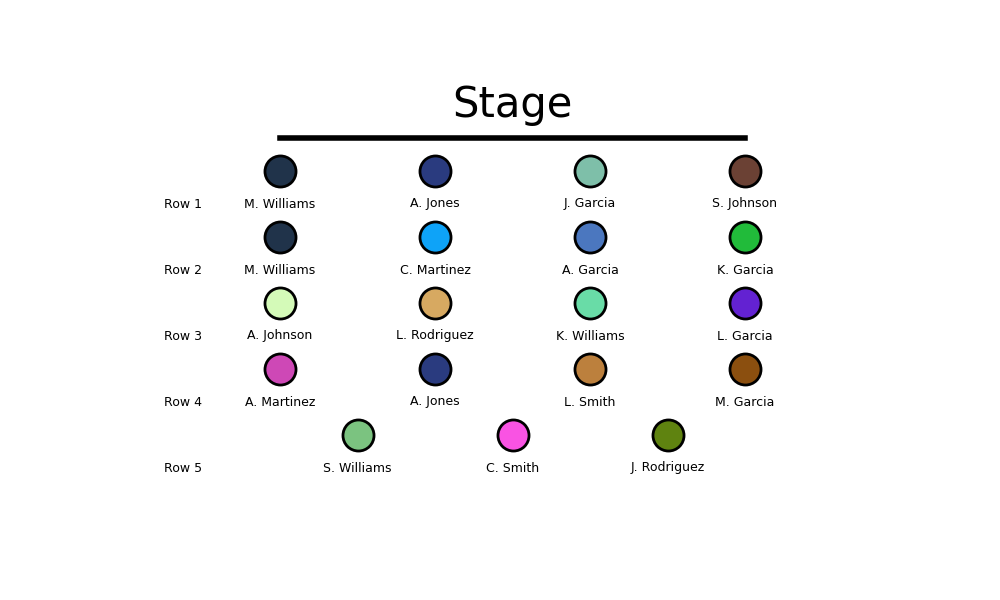 Stage
Row 1 M. Williams A. Jones J. Garcia S. Johnson
Row 2 M. Williams C. Martinez A. Garcia K. Garcia
Row 3 A. Johnson L. Rodriguez K. Williams L. Garcia
Row 4 A. Martinez A. Jones L. Smith M. Garcia
Row 5 S. Williams C. Smith J. Rodriguez